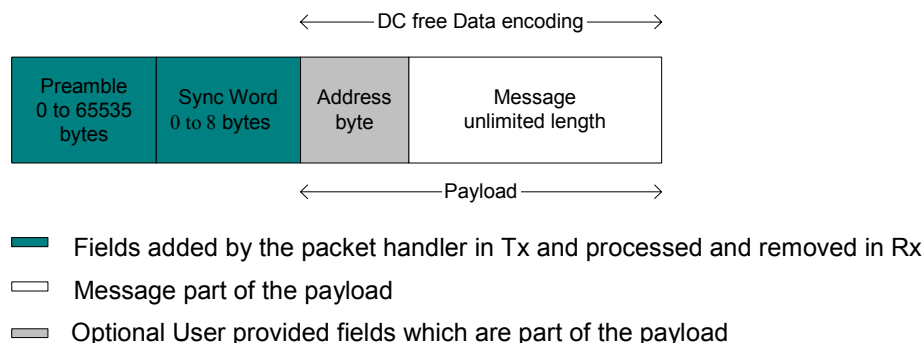 DC free Data encoding
Preamble
0 to 65535
bytes
Sync Word
0 to 8 bytes
Address
byte
Message
unlimited length
Payload
Fields added by the packet handler in Tx and processed and removed in Rx
Message part of the payload
Optional User provided fields which are part of the payload